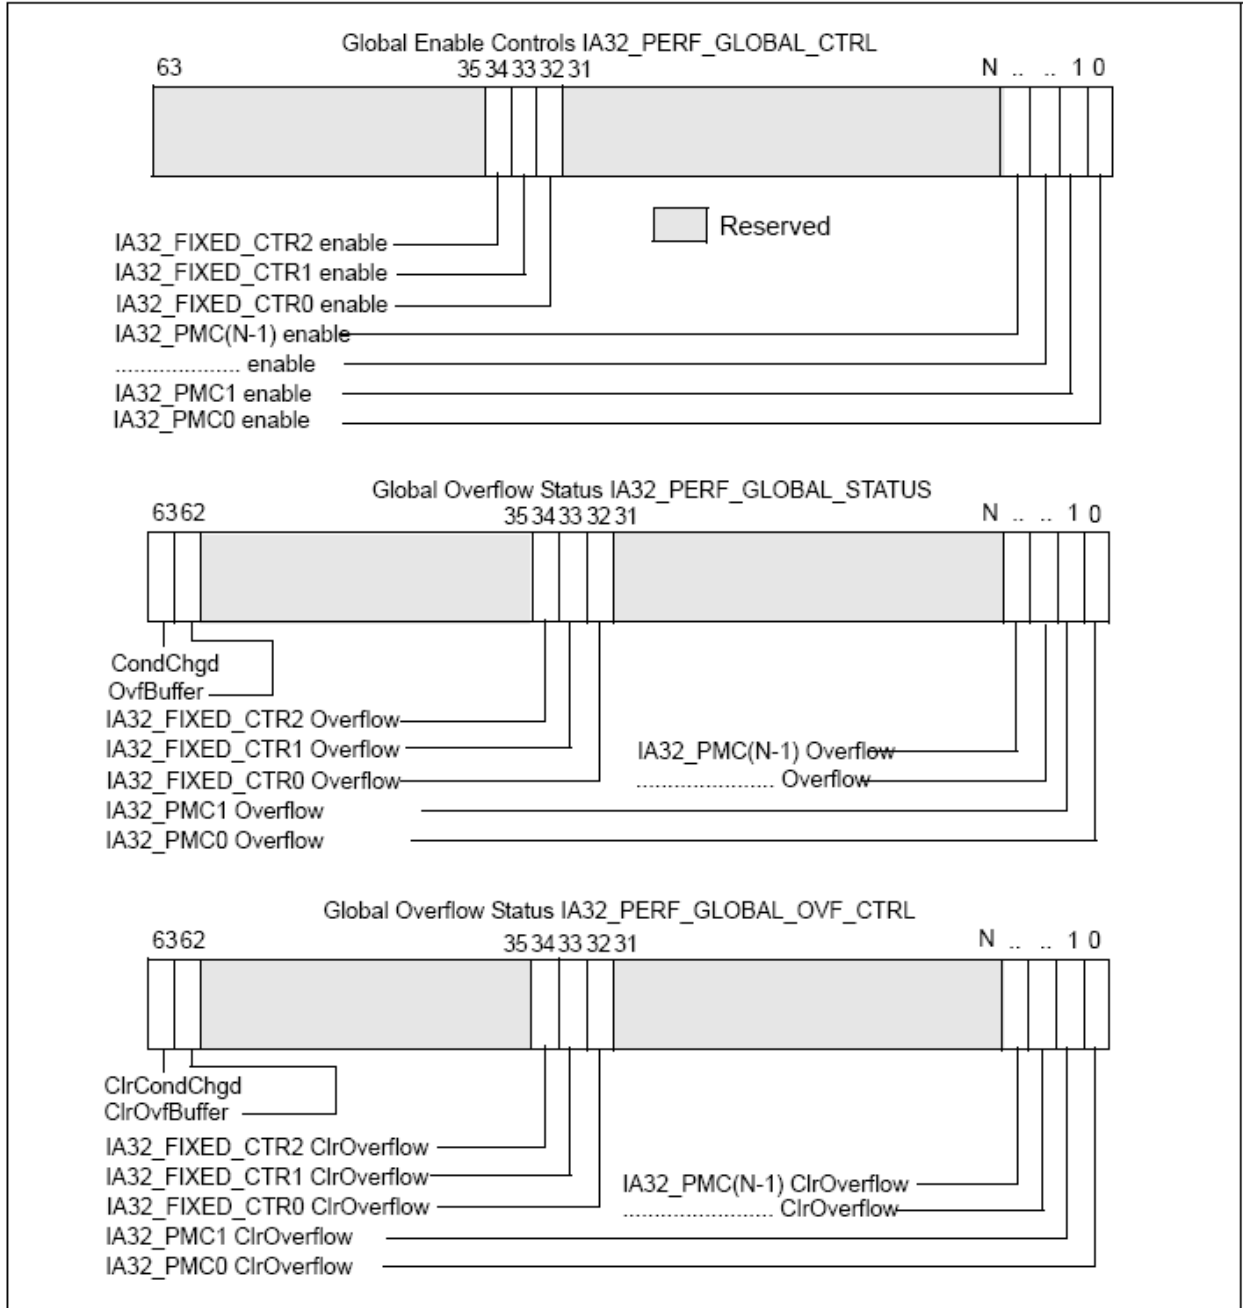 Global Enable Controls IA32_PERF_GLOBAL_CTRL
63 35 34 33 32 31 N .. .. 1 0
Reserved
IA32_FIXED_CTR2 enable
IA32_FIXED_CTR1 enable
IA32_FIXED_CTR0 enable
IA32_PMC(N-1) enable
.................... enable
IA32_PMC1 enable
IA32_PMC0 enable
Global Overflow Status IA32_PERF_GLOBAL_STATUS
63 62 35 34 33 32 31 N .. .. 1 0
CondChgd
OvfBuffer
IA32_FIXED_CTR2 Overflow
IA32_FIXED_CTR1 Overflow
IA32_FIXED_CTR0 Overflow
IA32_PMC(N-1) Overflow
...................... Overflow
IA32_PMC1 Overflow
IA32_PMC0 Overflow
Global Overflow Status IA32_PERF_GLOBAL_OVF_CTRL
63 62 35 34 33 32 31 N .. .. 1 0
ClrCondChgd
ClrOvfBuffer
IA32_FIXED_CTR2 ClrOverflow
IA32_FIXED_CTR1 ClrOverflow
IA32_FIXED_CTR0 ClrOverflow
IA32_PMC(N-1) ClrOverflow
........................ ClrOverflow
IA32_PMC1 ClrOverflow
IA32_PMC0 ClrOverflow